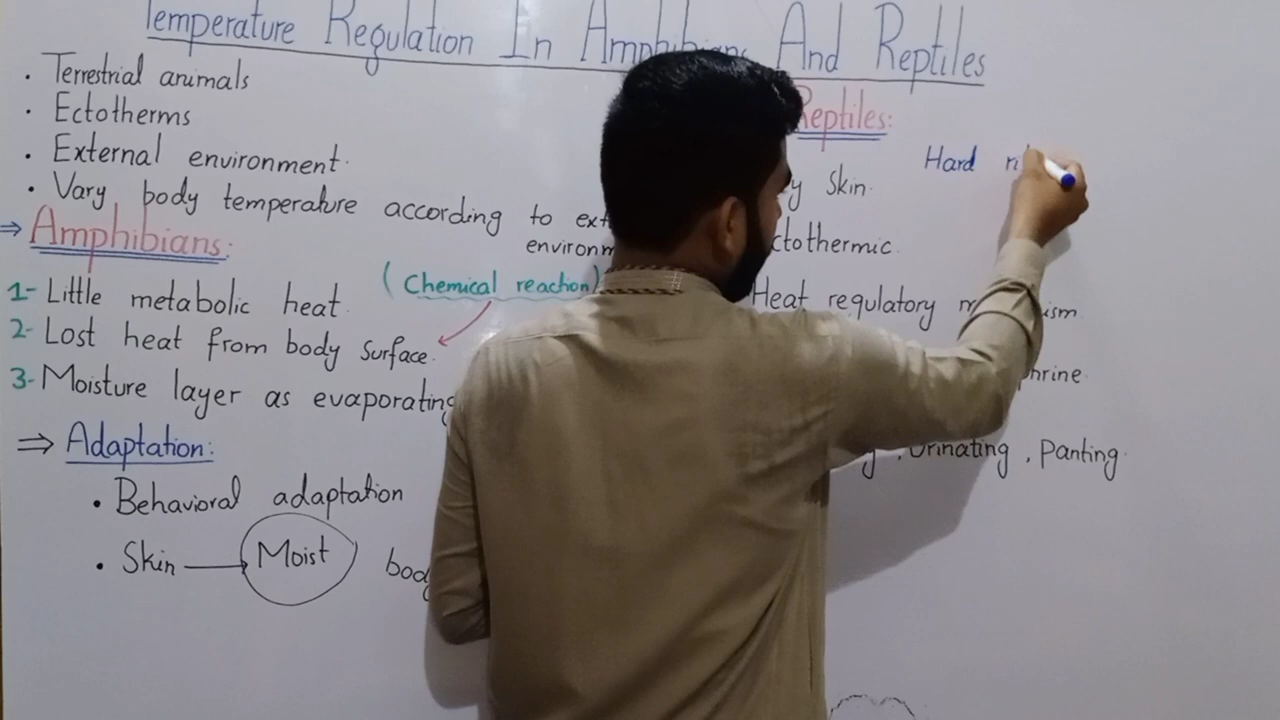 Temperature Regulation In Amphibians And Reptiles
· Terrestrial animals
· Ectotherms
· External environment.
· Vary body temperature according to
⇒ Amphibians:
(Chemical reaction)
1- Little metabolic heat
2- Lost heat from body surface.
3- Moisture layer as evaporating
⇒ Adaptation:
• Behavioral adaptation
• Skin → Moist
Reptiles:
Skin. Hard
Heat regulatory
Urinating , Panting.